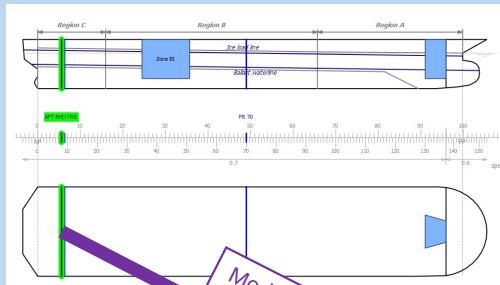 Region C
Region B
Region A
Ice load line
Zone BI
Ballast waterline
AFT BHD FR8
FR 70
0
10
20
30
40
50
60
70
80
90
100
AP
FP
0
10
20
30
40
50
60
70
80
90
100
110
120
130
140
150
0.7
0.6